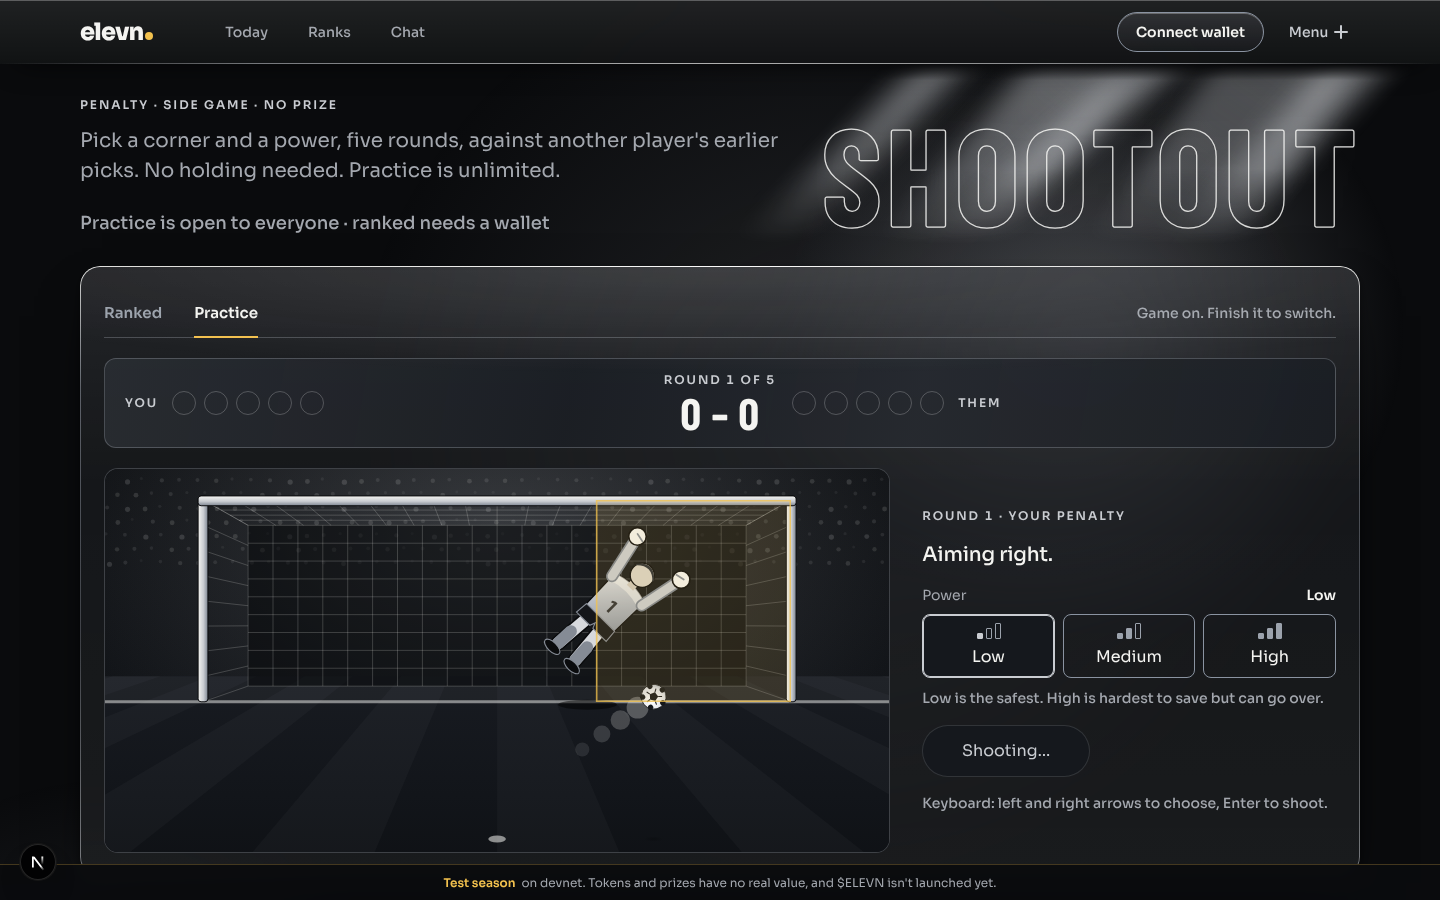 elevn.
Today
Ranks
Chat
Connect wallet
Menu
PENALTY · SIDE GAME · NO PRIZE
Pick a corner and a power, five rounds, against another player's earlier
picks. No holding needed. Practice is unlimited.
Practice is open to everyone · ranked needs a wallet
SHOOTOUT
Ranked
Practice
Game on. Finish it to switch.
YOU
ROUND 1 OF 5
0 - 0
THEM
1
ROUND 1 · YOUR PENALTY
Aiming right.
Power
Low
Low
Medium
High
Low is the safest. High is hardest to save but can go over.
Shooting...
Keyboard: left and right arrows to choose, Enter to shoot.
N
Test season on devnet. Tokens and prizes have no real value, and $ELEVN isn't launched yet.